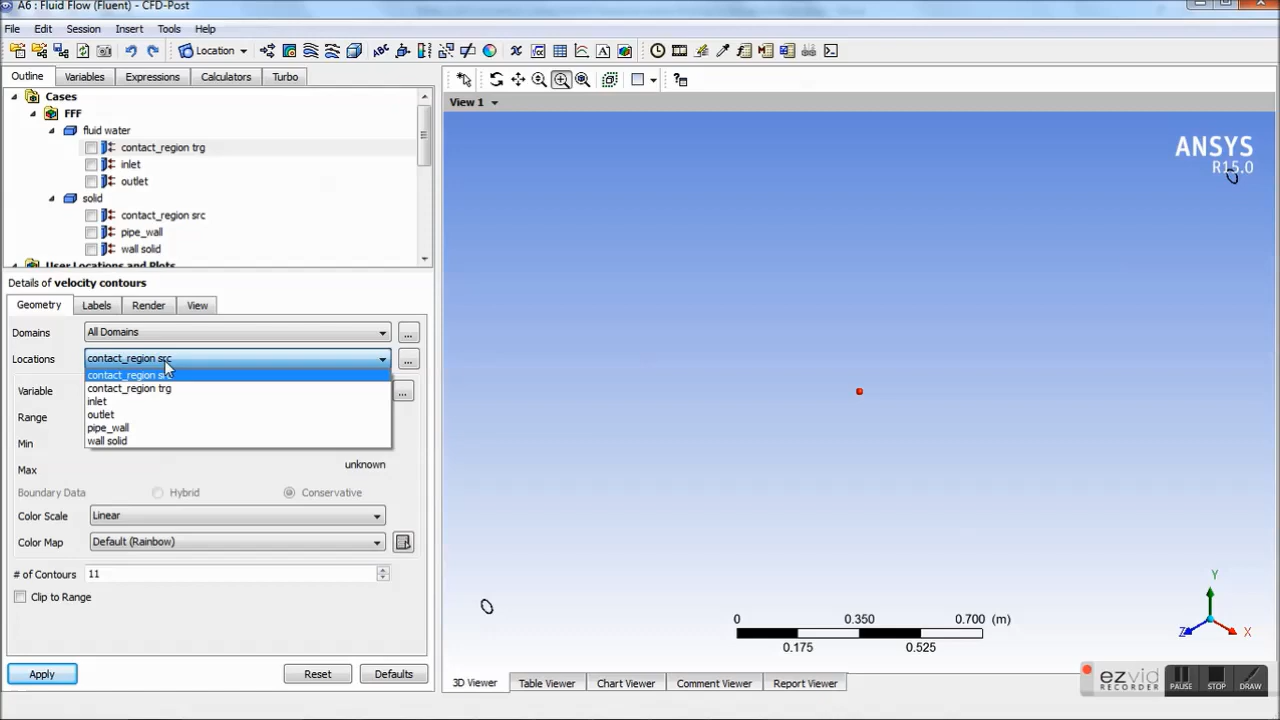 A6 : Fluid Flow (Fluent) - CFD-Post
File Edit Session Insert Tools Help
Location
Outline Variables Expressions Calculators Turbo
View 1
Cases
FFF
fluid water
contact_region trg
inlet
outlet
solid
contact_region src
pipe_wall
wall solid
User Locations and Plots
ANSYS
R15.0
Details of velocity contours
Geometry Labels Render View
Domains All Domains ...
Locations contact_region src ...
contact_region src
contact_region trg
inlet
outlet
pipe_wall
wall solid
Variable ...
Range
Min
Max unknown
Boundary Data Hybrid Conservative
Color Scale Linear
Color Map Default (Rainbow)
# of Contours 11
Clip to Range
Apply Reset Defaults
0 0.350 0.700 (m)
0.175 0.525
Y
Z X
3D Viewer Table Viewer Chart Viewer Comment Viewer Report Viewer
ezvid
RECORDER
PAUSE STOP DRAW